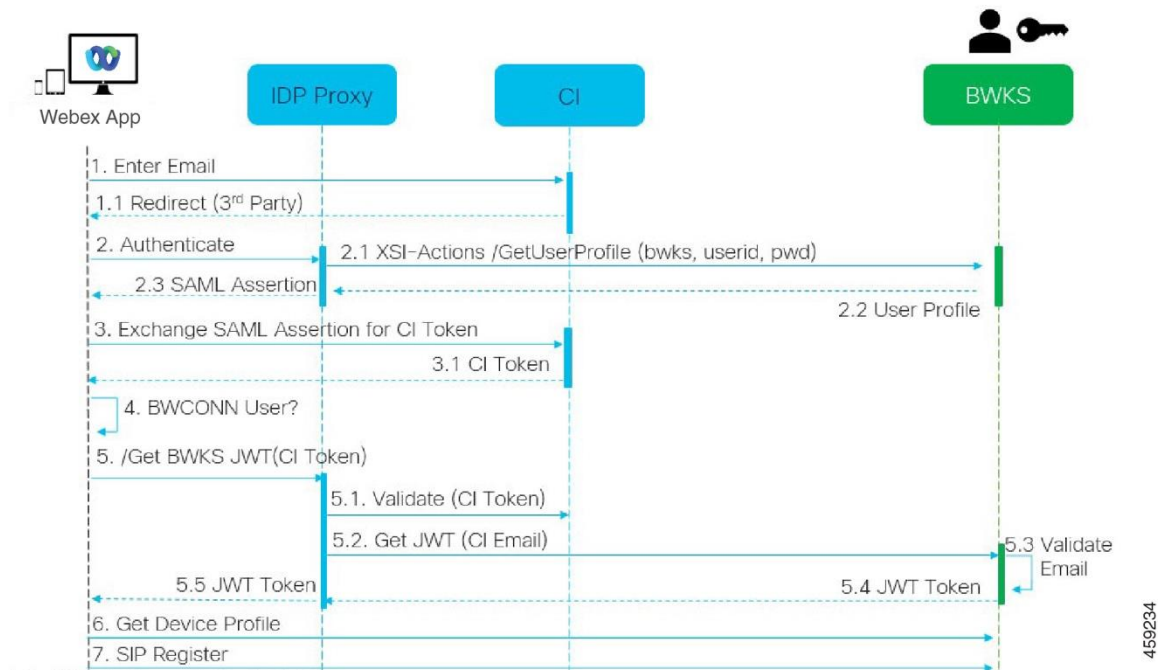 Webex App
IDP Proxy
CI
BWKS
1. Enter Email
1.1 Redirect (3rd Party)
2. Authenticate
2.1 XSI-Actions /GetUserProfile (bwks, userid, pwd)
2.3 SAML Assertion
2.2 User Profile
3. Exchange SAML Assertion for CI Token
3.1 CI Token
4. BWCONN User?
5. /Get BWKS JWT(CI Token)
5.1. Validate (CI Token)
5.2. Get JWT (CI Email)
5.3 Validate
Email
5.5 JWT Token
5.4 JWT Token
6. Get Device Profile
7. SIP Register
459234